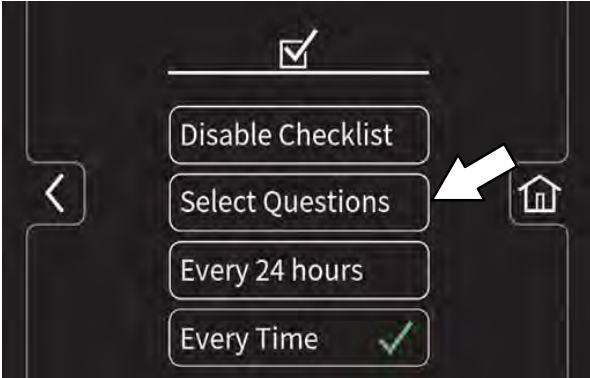 Disable Checklist
Select Questions
Every 24 hours
Every Time